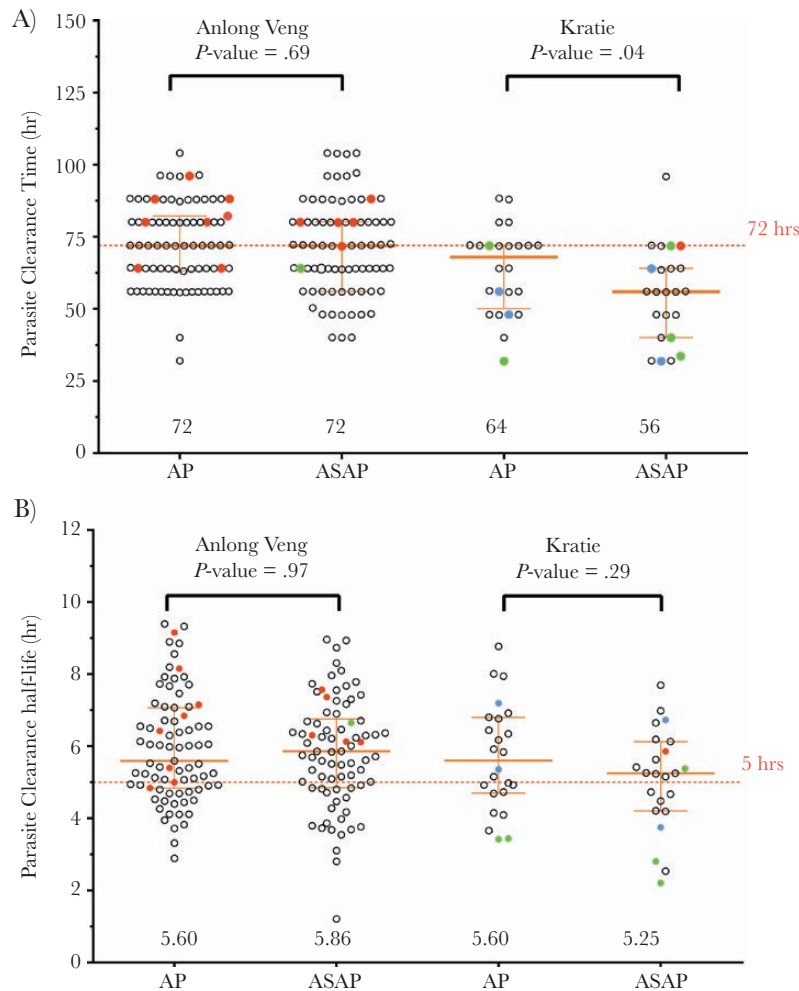 A)
Anlong Veng
P-value = .69
Kratie
P-value = .04
Parasite Clearance Time (hr)
150
125
100
75
50
25
0
72 hrs
72
72
64
56
AP
ASAP
AP
ASAP
B)
Anlong Veng
P-value = .97
Kratie
P-value = .29
Parasite Clearance half-life (hr)
12
10
8
6
4
2
0
5 hrs
5.60
5.86
5.60
5.25
AP
ASAP
AP
ASAP